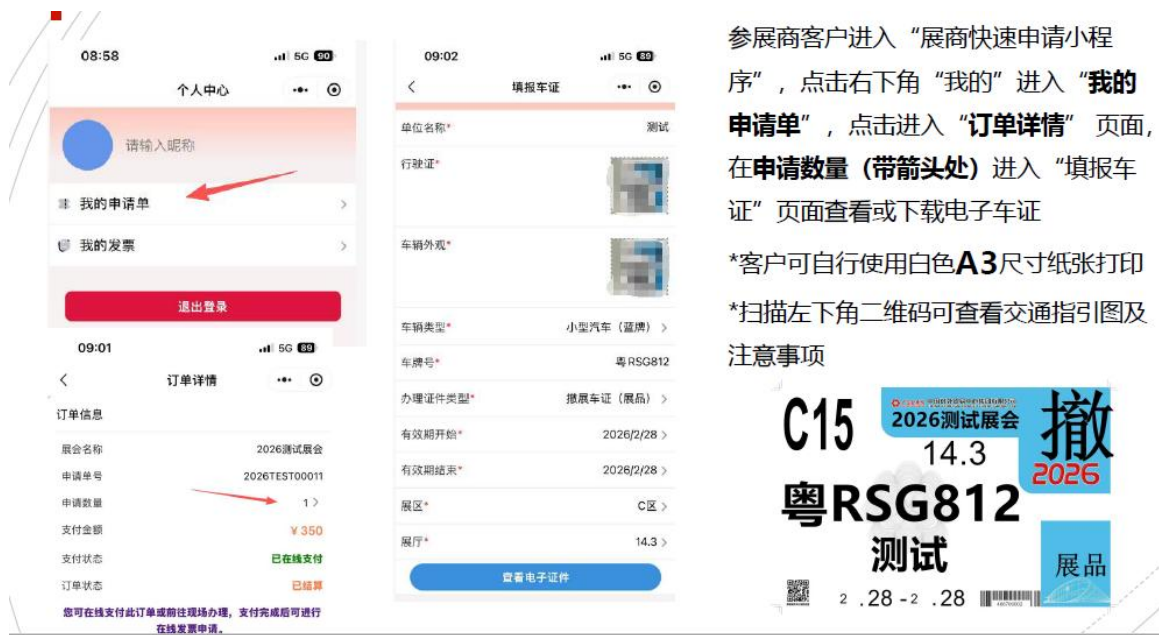 08:58
5G 90
个人中心
请输入昵称
我的申请单
我的发票
退出登录
09:01
5G 89
订单详情
订单信息
展会名称 2026测试展会
申请单号 2026TEST00011
申请数量 1
支付金额 ¥350
支付状态 已在线支付
订单状态 已结算
您可在线支付此订单或前往现场办理，支付完成后可进行
在线发票申请。
09:02
5G 89
填报车证
单位名称* 测试
行驶证*
车辆外观*
车辆类型* 小型汽车（蓝牌）
车牌号* 粤RSG812
办理证件类型* 撤展车证（展品）
有效期开始* 2026/2/28
有效期结束* 2026/2/28
展区* C区
展厅* 14.3
查看电子证件
参展商客户进入“展商快速申请小程
序”，点击右下角“我的”进入“我的
申请单”，点击进入“订单详情” 页面，
在申请数量（带箭头处）进入“填报车
证”页面查看或下载电子车证
*客户可自行使用白色A3尺寸纸张打印
*扫描左下角二维码可查看交通指引图及
注意事项
C15
2026测试展会
14.3
撤
2026
粤RSG812
测试
展品
2 .28 - 2 .28